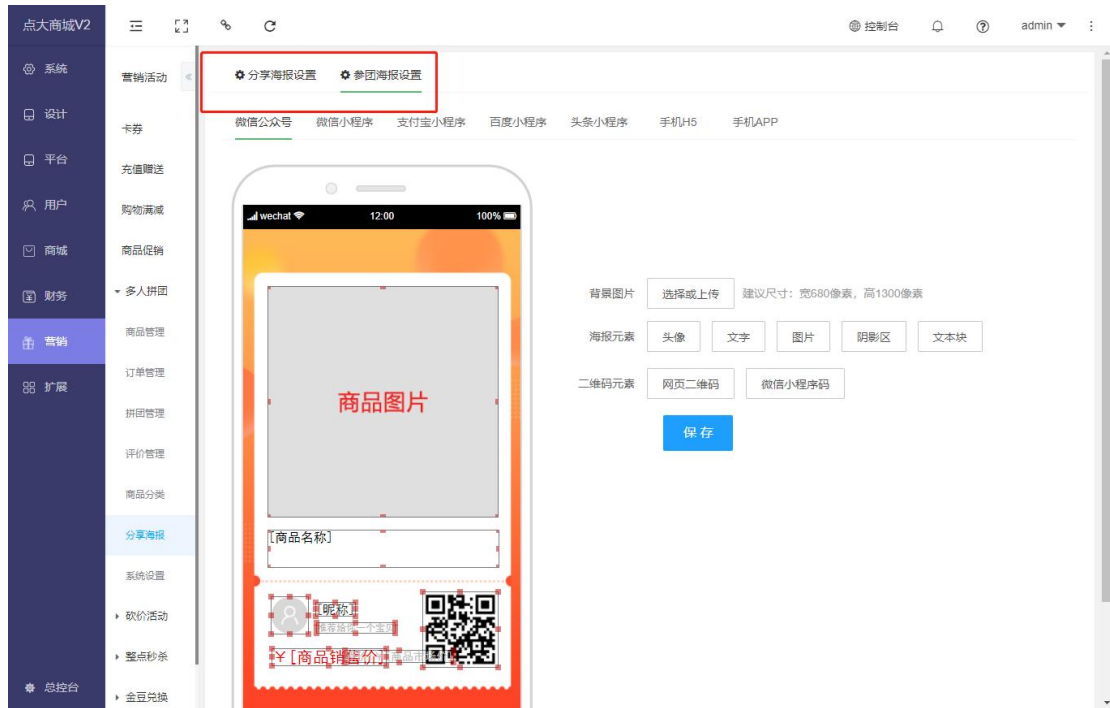 点大商城V2
控制台
admin
系统
设计
平台
用户
商城
财务
营销
扩展
总控台
营销活动
卡券
充值赠送
购物满减
商品促销
多人拼团
商品管理
订单管理
拼团管理
评价管理
商品分类
分享海报
系统设置
砍价活动
整点秒杀
金豆兑换
分享海报设置 参团海报设置
微信公众号 微信小程序 支付宝小程序 百度小程序 头条小程序 手机H5 手机APP
wechat 12:00 100%
商品图片
[商品名称]
[昵称]
推荐给你一个宝贝
￥[商品销售价]
背景图片 选择或上传 建议尺寸：宽680像素，高1300像素
海报元素 头像 文字 图片 阴影区 文本块
二维码元素 网页二维码 微信小程序码
保存